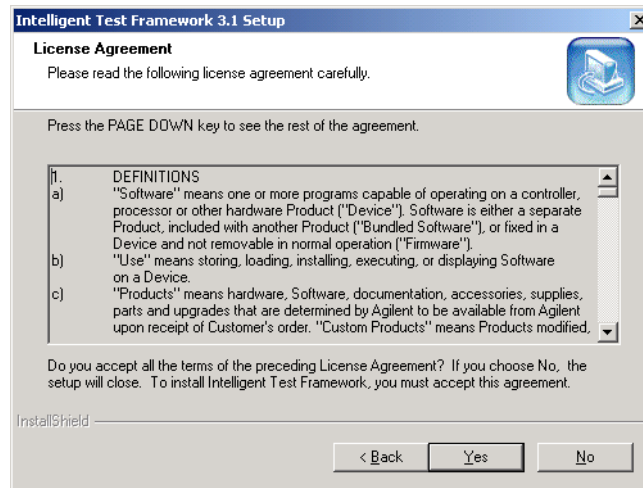 Intelligent Test Framework 3.1 Setup
License Agreement
Please read the following license agreement carefully.
Press the PAGE DOWN key to see the rest of the agreement.
1. DEFINITIONS
a) "Software" means one or more programs capable of operating on a controller,
processor or other hardware Product ("Device"). Software is either a separate
Product, included with another Product ("Bundled Software"), or fixed in a
Device and not removable in normal operation ("Firmware").
b) "Use" means storing, loading, installing, executing, or displaying Software
on a Device.
c) "Products" means hardware, Software, documentation, accessories, supplies,
parts and upgrades that are determined by Agilent to be available from Agilent
upon receipt of Customer's order. "Custom Products" means Products modified,
Do you accept all the terms of the preceding License Agreement? If you choose No, the
setup will close. To install Intelligent Test Framework, you must accept this agreement.
InstallShield
< Back Yes No